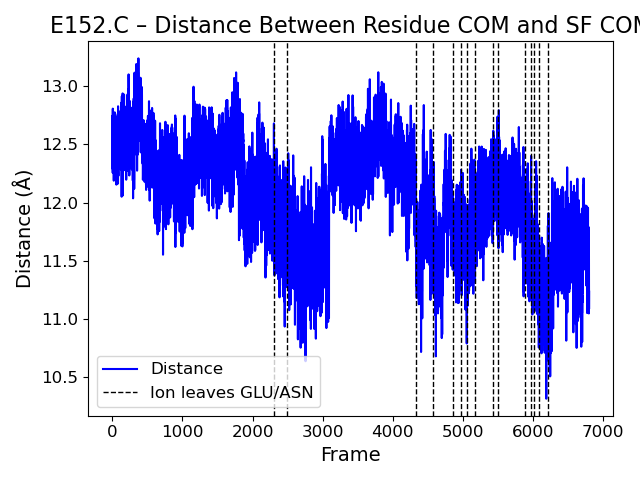 E152.C – Distance Between Residue COM and SF COM
Distance (Å)
13.0
12.5
12.0
11.5
11.0
10.5
Distance
Ion leaves GLU/ASN
0 1000 2000 3000 4000 5000 6000 7000
Frame